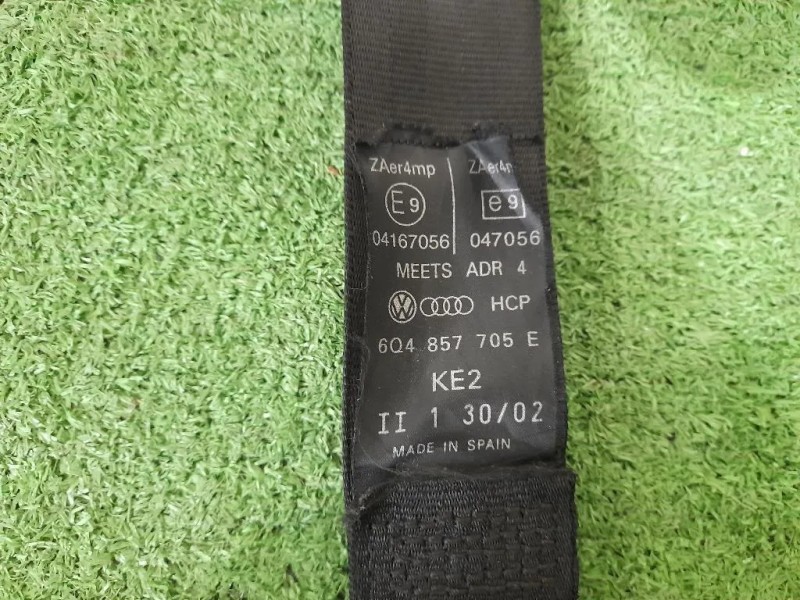 ZAer4mp ZAer4m
E9 e9
04167056 047056
MEETS ADR 4
VW HCP
6Q4 857 705 E
KE2
II 1 30/02
MADE IN SPAIN